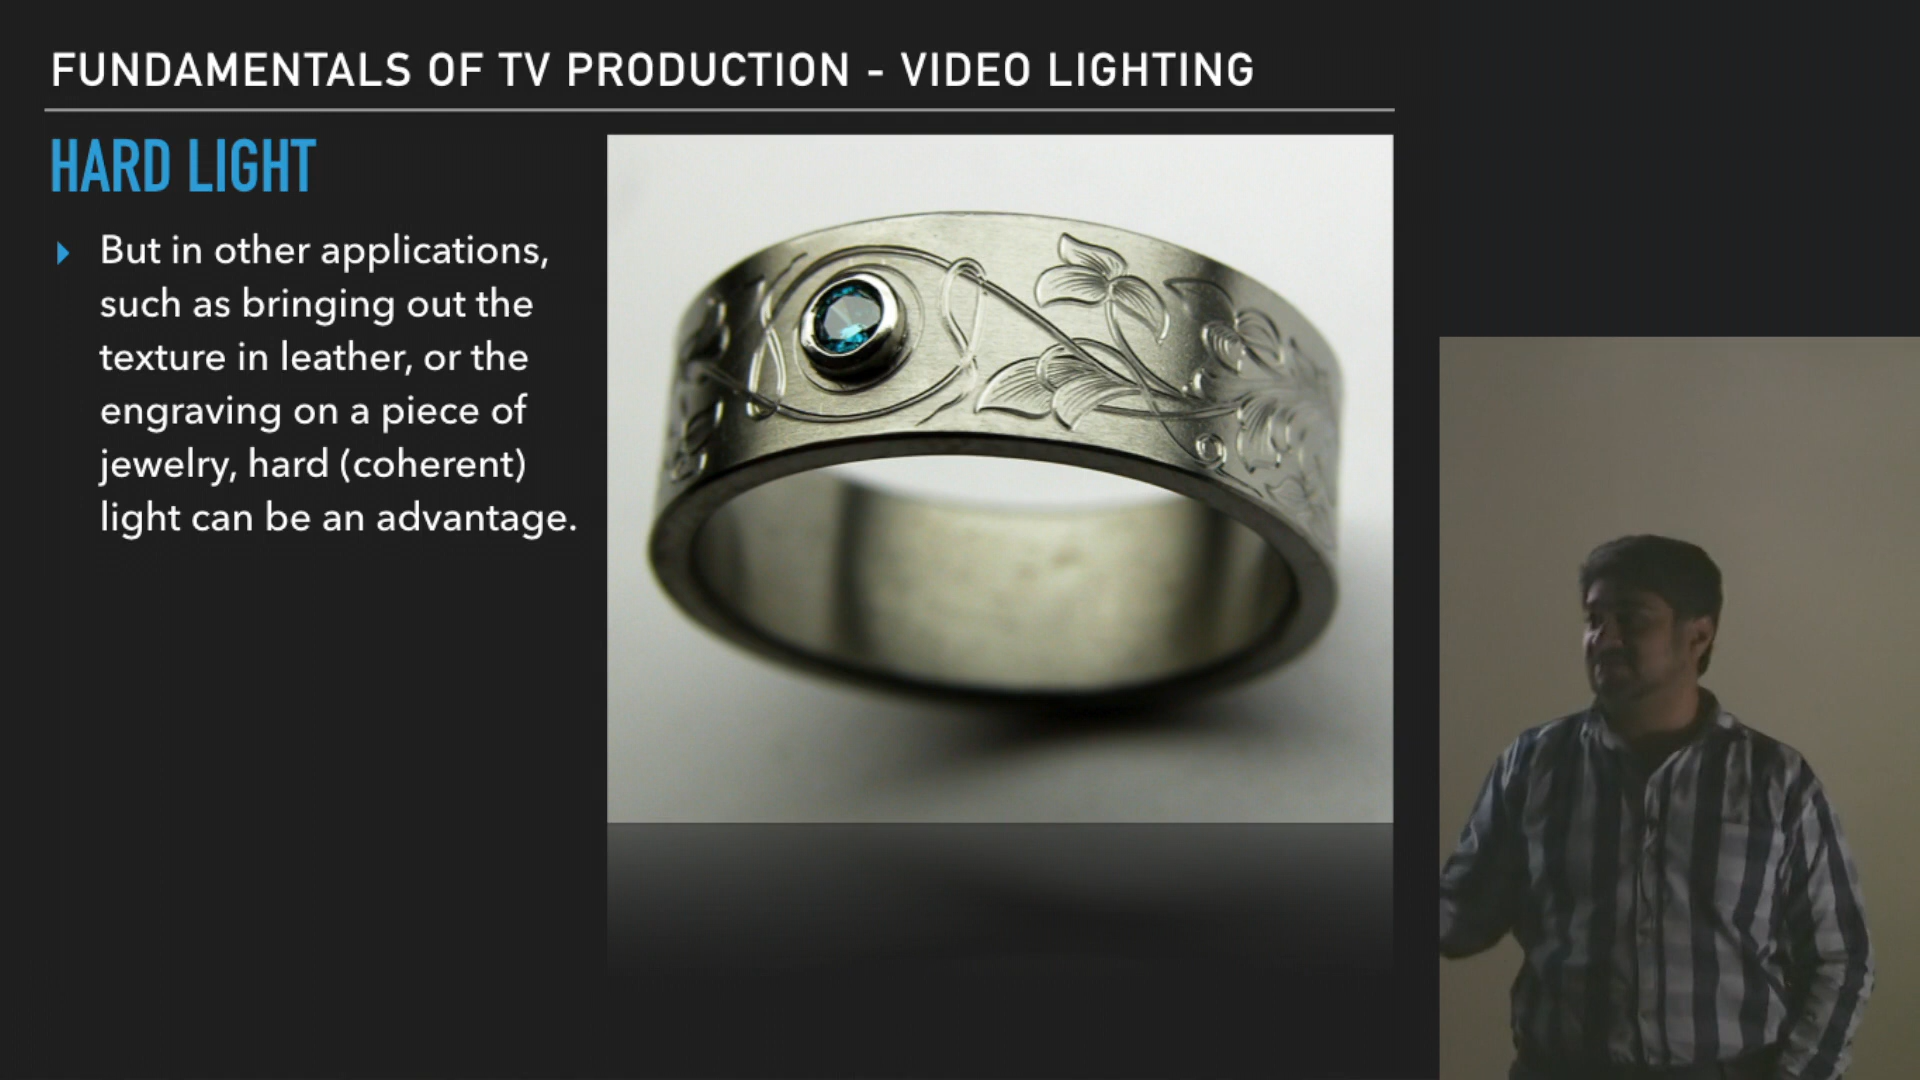 FUNDAMENTALS OF TV PRODUCTION - VIDEO LIGHTING
HARD LIGHT
But in other applications,
such as bringing out the
texture in leather, or the
engraving on a piece of
jewelry, hard (coherent)
light can be an advantage.